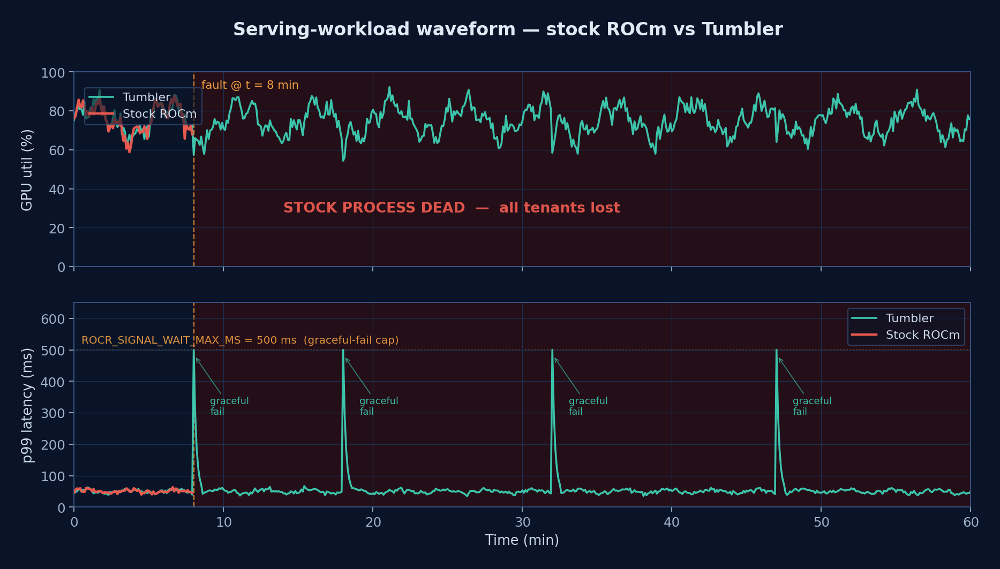 Serving-workload waveform — stock ROCm vs Tumbler
GPU util (%)
100
80
60
40
20
0
Tumbler
Stock ROCm
fault @ t = 8 min
STOCK PROCESS DEAD — all tenants lost
p99 latency (ms)
600
500
400
300
200
100
0
ROCR_SIGNAL_WAIT_MAX_MS = 500 ms (graceful-fail cap)
Tumbler
Stock ROCm
graceful
fail
graceful
fail
graceful
fail
graceful
fail
0
10
20
30
40
50
60
Time (min)